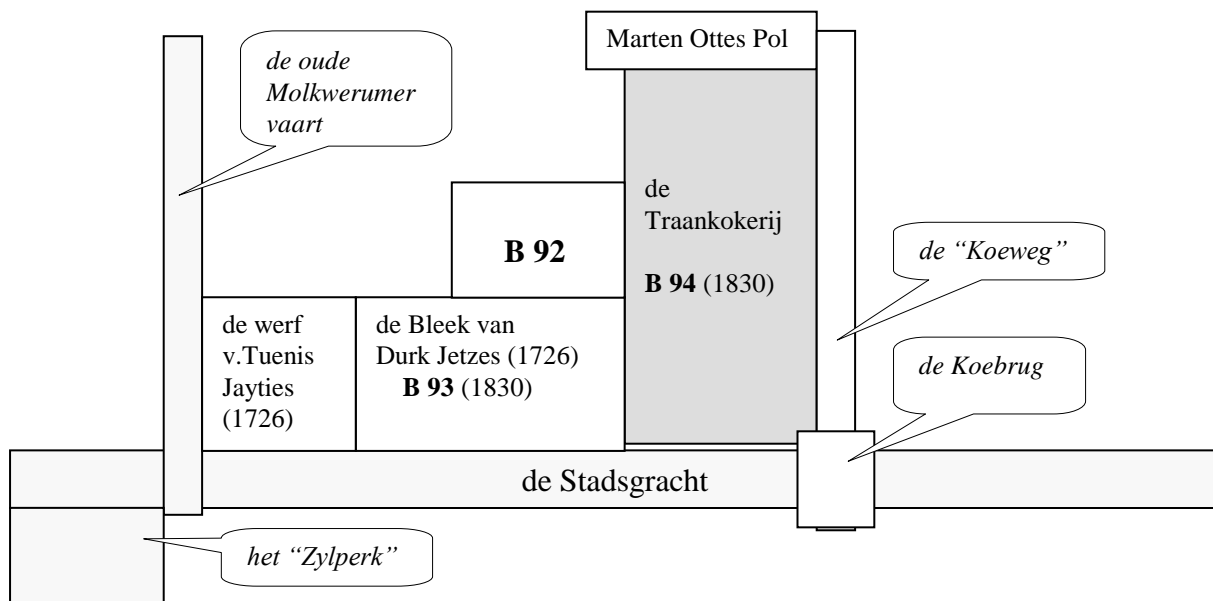 Marten Ottes Pol
de oude
Molkwerumer
vaart
de
Traankokerij
B 94 (1830)
B 92
de “Koeweg”
de werf
v.Tuenis
Jayties
(1726)
de Bleek van
Durk Jetzes (1726)
B 93 (1830)
de Koebrug
de Stadsgracht
het “Zylperk”